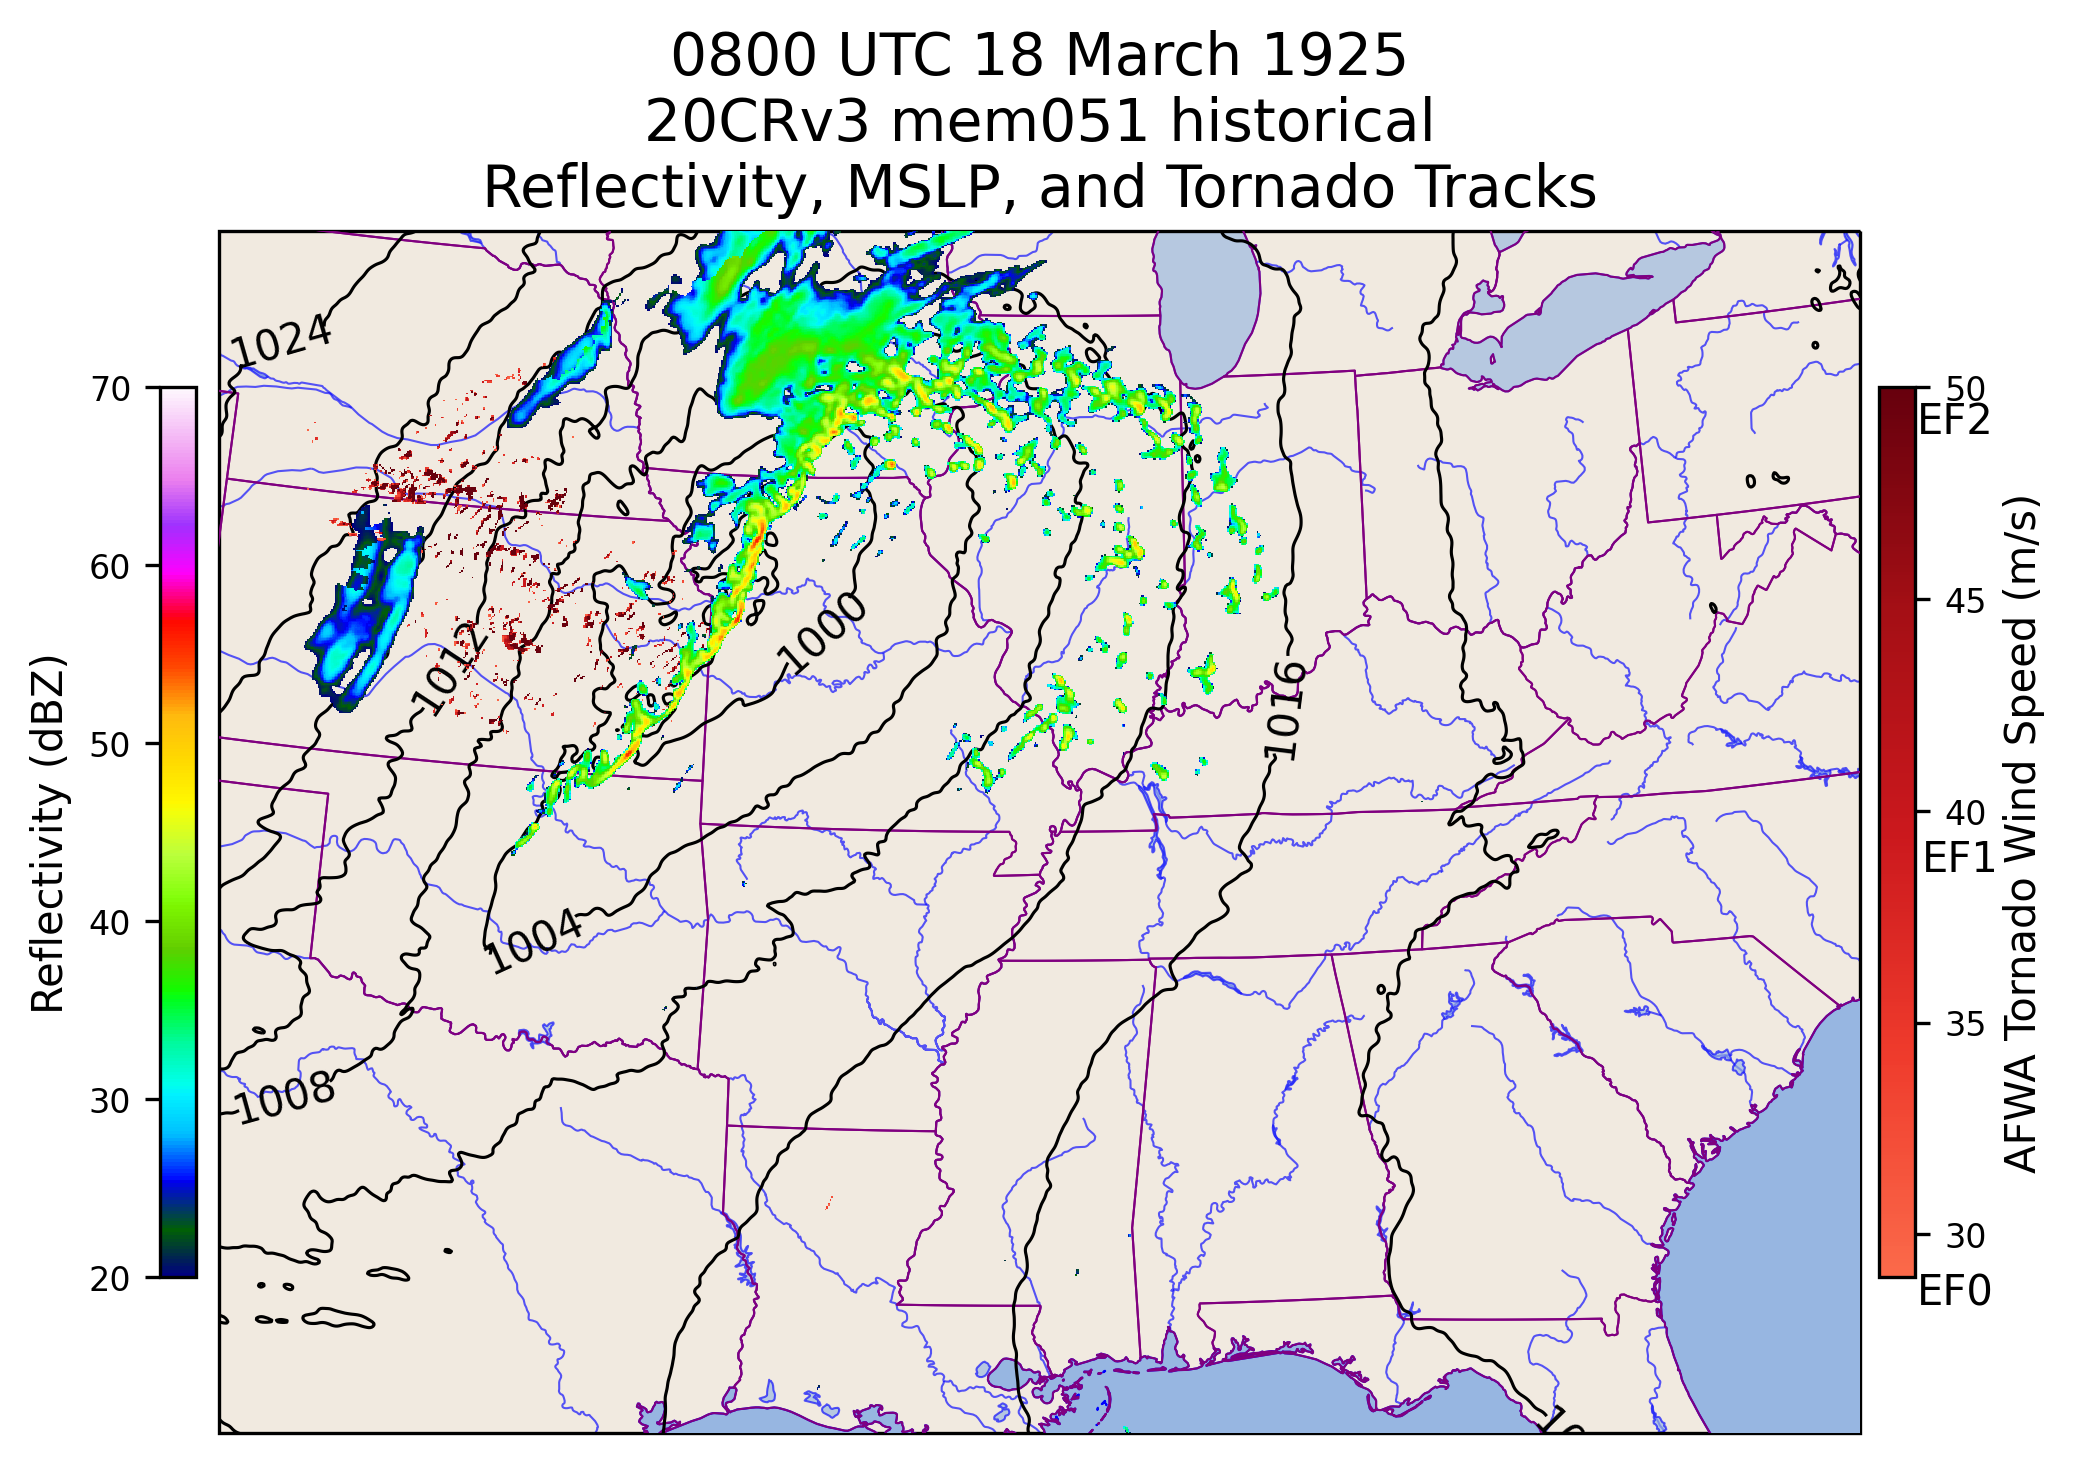 0800 UTC 18 March 1925
20CRv3 mem051 historical
Reflectivity, MSLP, and Tornado Tracks
1024
1012
1000
1016
1004
1008
70
60
50
40
30
20
Reflectivity (dBZ)
50
EF2
45
40
EF1
35
30
EF0
AFWA Tornado Wind Speed (m/s)